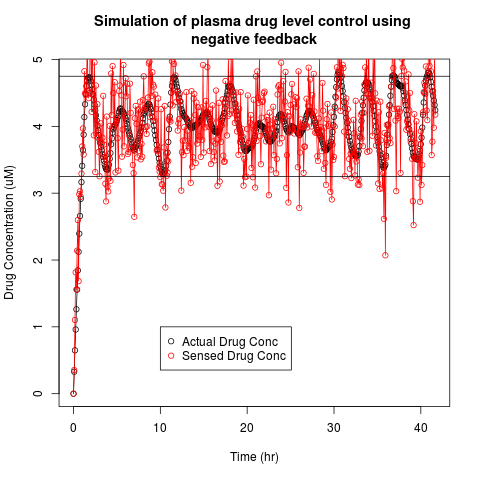 Simulation of plasma drug level control using
negative feedback
5
4
3
2
1
0
Drug Concentration (uM)
Actual Drug Conc
Sensed Drug Conc
0 10 20 30 40
Time (hr)